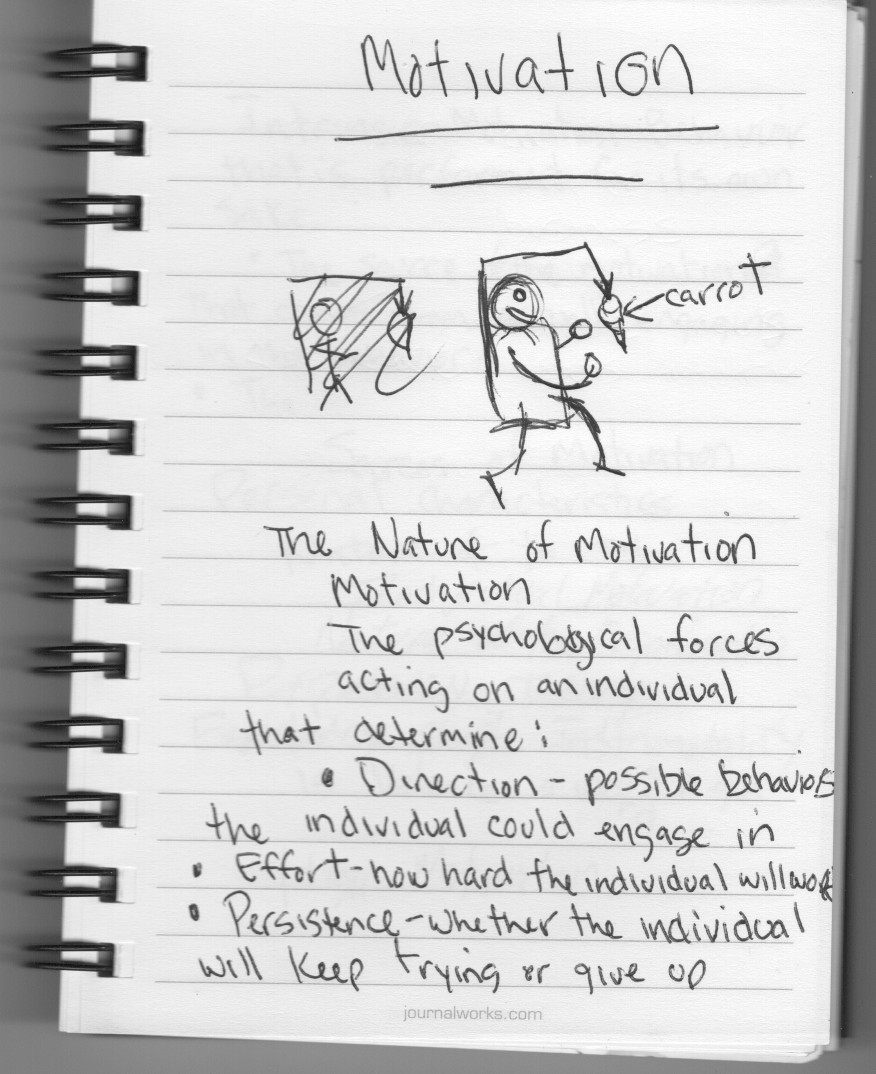 Motivation
carrot
The Nature of Motivation
Motivation
The psychological forces
acting on an individual
that determine:
• Direction - possible behaviors
the individual could engage in
• Effort - how hard the individual will work
• Persistence - whether the individual
will keep trying or give up
journalworks.com